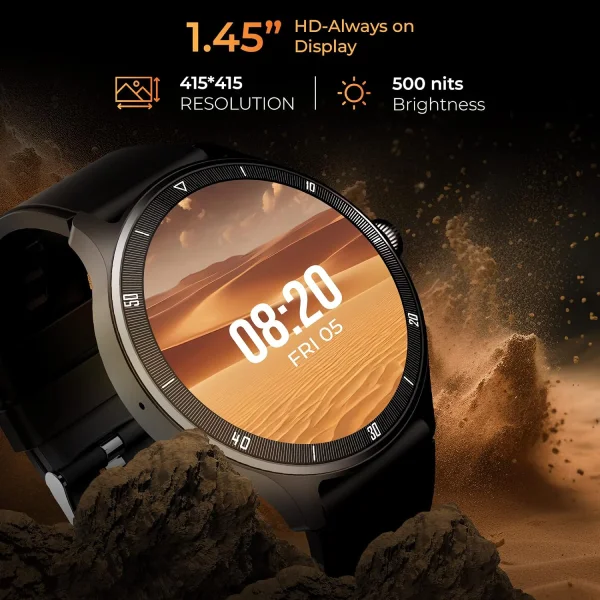 1.45”
HD-Always on
Display
415*415
RESOLUTION
500 nits
Brightness
10
20
30
40
50
08:20
FRI 05